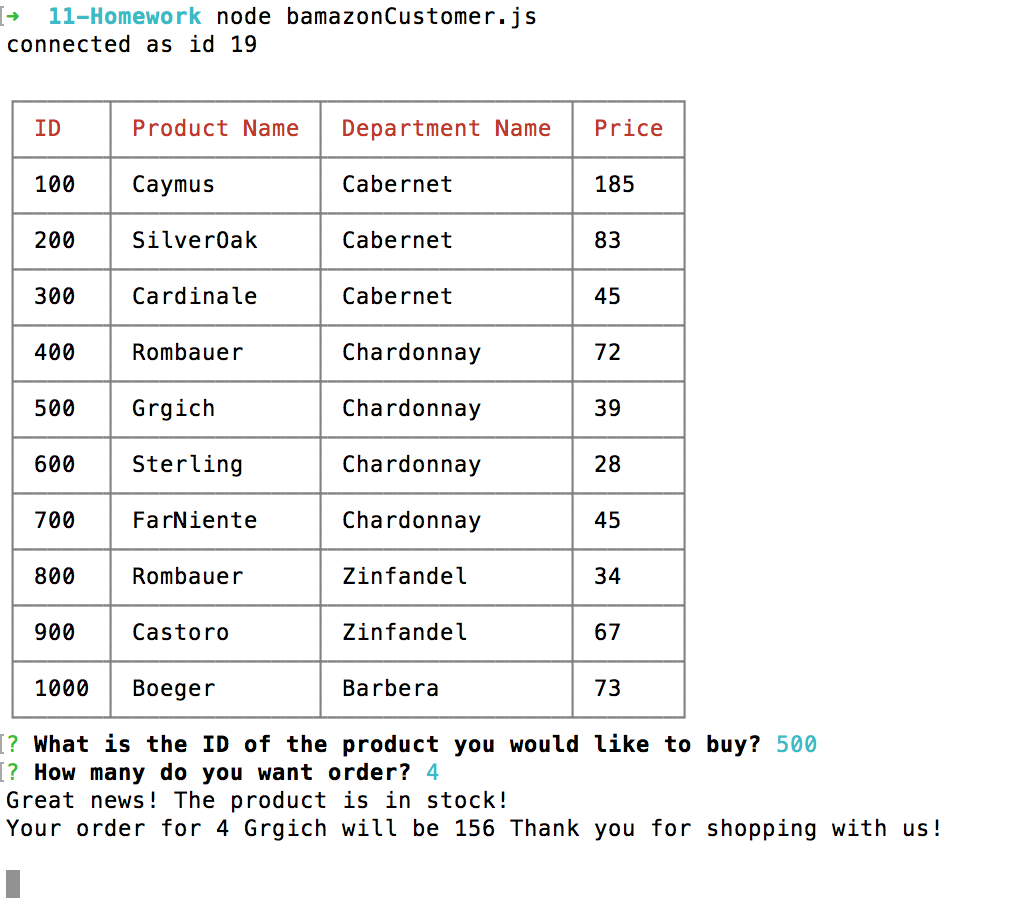 ➜ 11-Homework node bamazonCustomer.js
connected as id 19
ID Product Name Department Name Price
100 Caymus Cabernet 185
200 SilverOak Cabernet 83
300 Cardinale Cabernet 45
400 Rombauer Chardonnay 72
500 Grgich Chardonnay 39
600 Sterling Chardonnay 28
700 FarNiente Chardonnay 45
800 Rombauer Zinfandel 34
900 Castoro Zinfandel 67
1000 Boeger Barbera 73
? What is the ID of the product you would like to buy? 500
? How many do you want order? 4
Great news! The product is in stock!
Your order for 4 Grgich will be 156 Thank you for shopping with us!